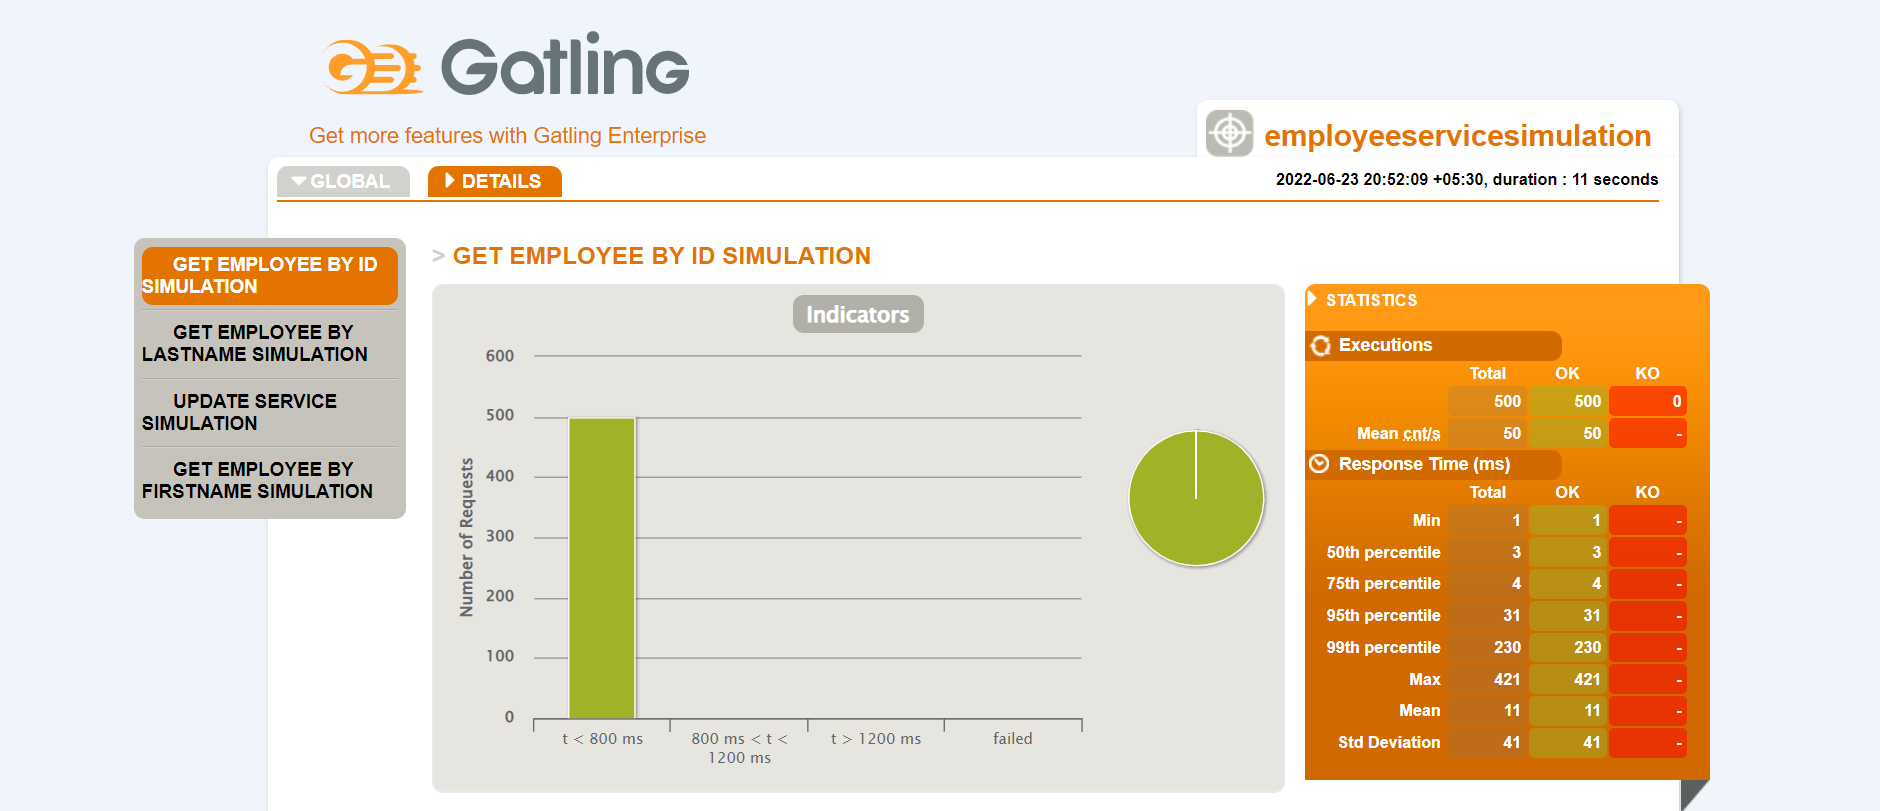 Gatling
Get more features with Gatling Enterprise
employeeservicesimulation
GLOBAL
DETAILS
2022-06-23 20:52:09 +05:30, duration : 11 seconds
GET EMPLOYEE BY ID
SIMULATION
GET EMPLOYEE BY
LASTNAME SIMULATION
UPDATE SERVICE
SIMULATION
GET EMPLOYEE BY
FIRSTNAME SIMULATION
> GET EMPLOYEE BY ID SIMULATION
Indicators
Number of Requests
600
500
400
300
200
100
0
t < 800 ms
800 ms < t <
1200 ms
t > 1200 ms
failed
STATISTICS
Executions
Total OK KO
500 500 0
Mean cnt/s 50 50 -
Response Time (ms)
Total OK KO
Min 1 1 -
50th percentile 3 3 -
75th percentile 4 4 -
95th percentile 31 31 -
99th percentile 230 230 -
Max 421 421 -
Mean 11 11 -
Std Deviation 41 41 -